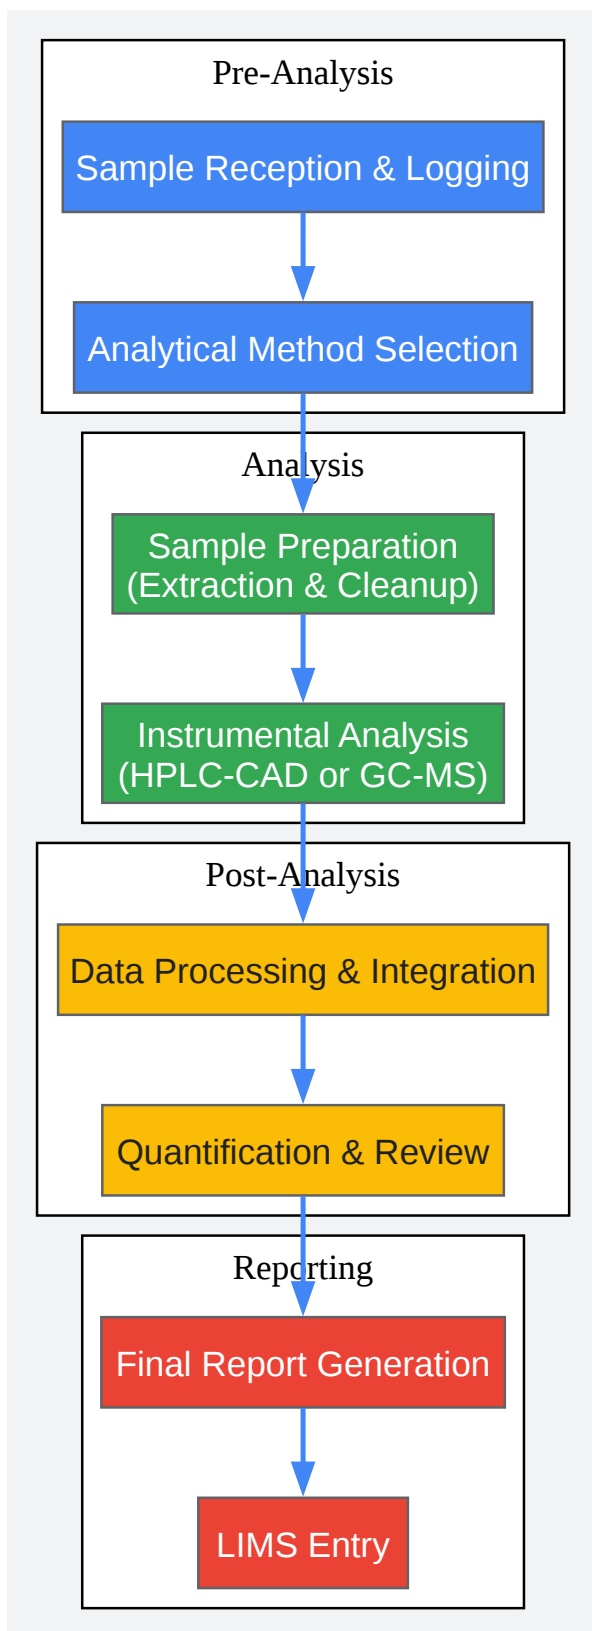 Pre-Analysis
Sample Reception & Logging
Analytical Method Selection
Analysis
Sample Preparation
(Extraction & Cleanup)
Instrumental Analysis
(HPLC-CAD or GC-MS)
Post-Analysis
Data Processing & Integration
Quantification & Review
Reporting
Final Report Generation
LIMS Entry